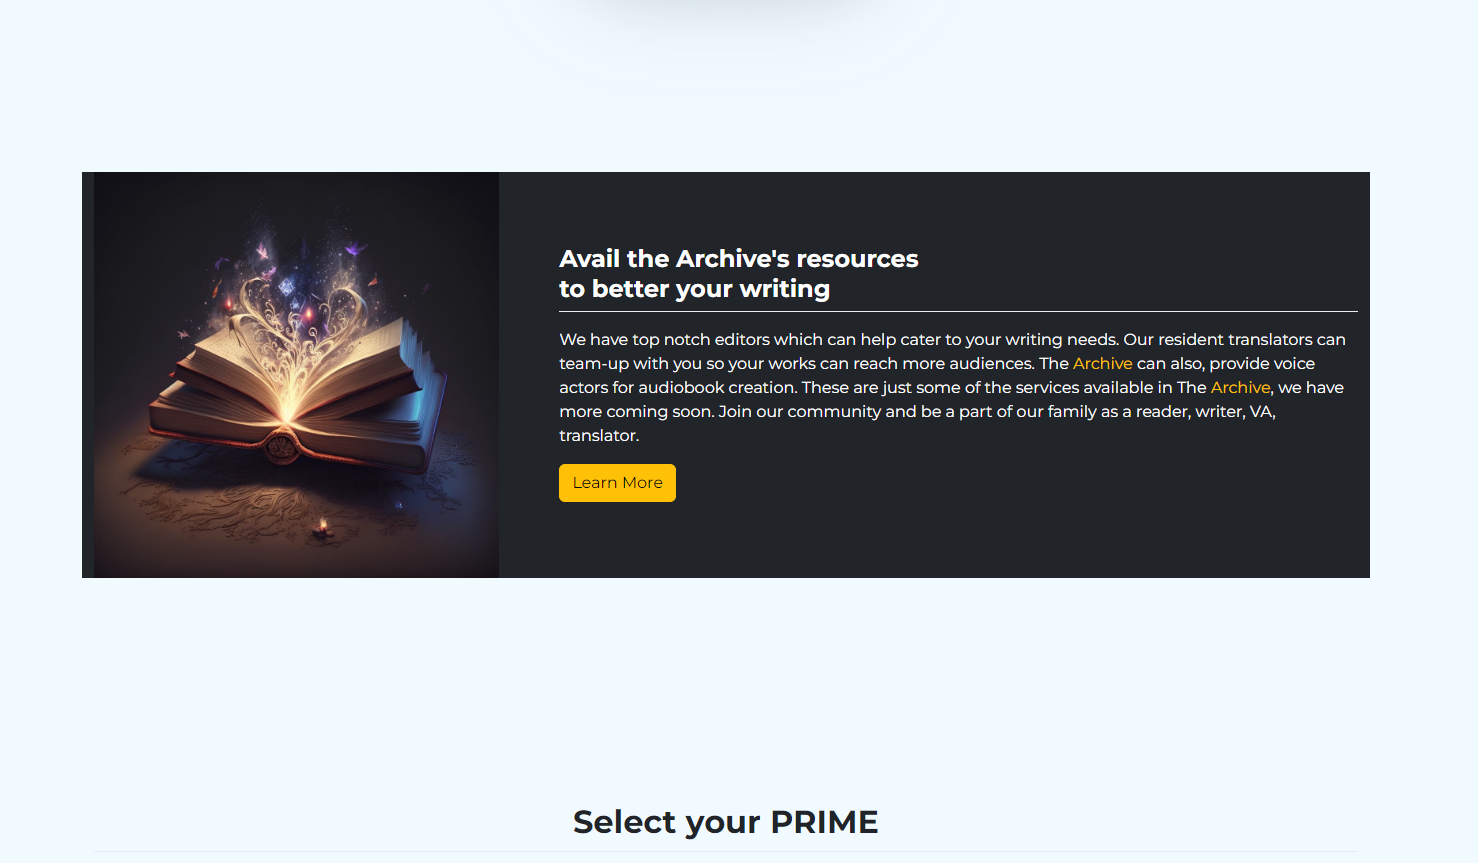 Avail the Archive's resources
to better your writing
We have top notch editors which can help cater to your writing needs. Our resident translators can
team-up with you so your works can reach more audiences. The Archive can also, provide voice
actors for audiobook creation. These are just some of the services available in The Archive, we have
more coming soon. Join our community and be a part of our family as a reader, writer, VA,
translator.
Learn More
Select your PRIME